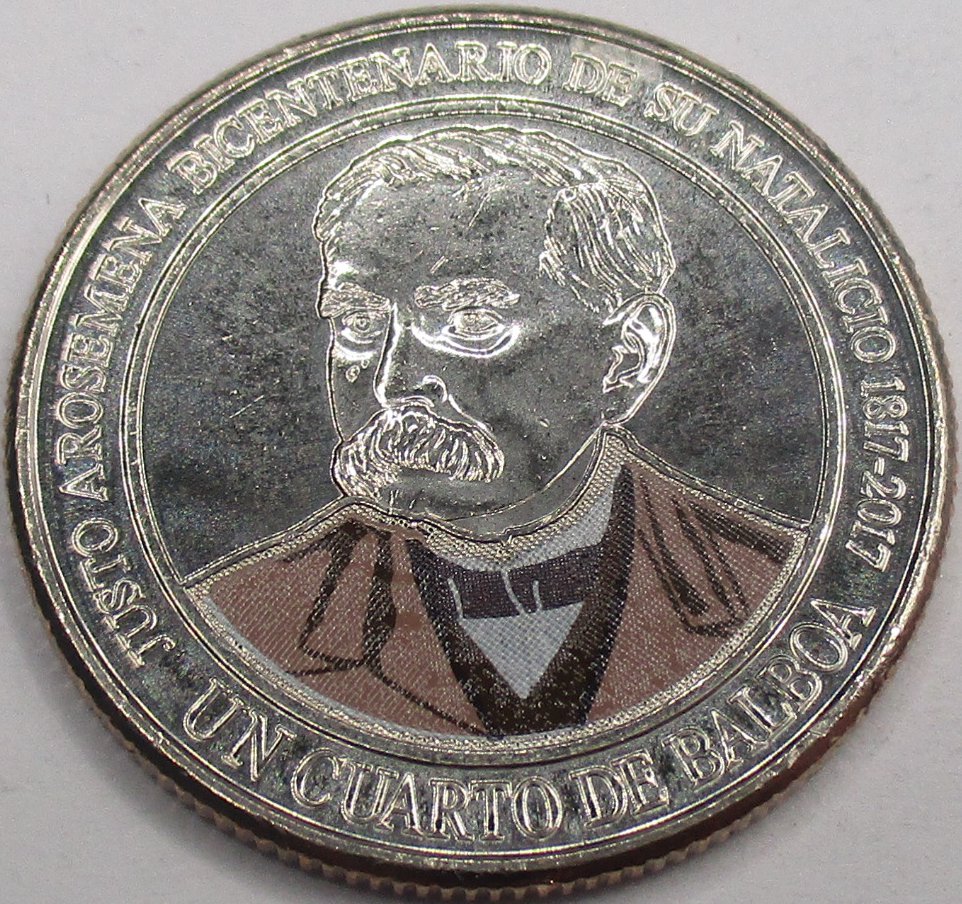 JUSTO AROSEMENA BICENTENARIO DE SU NATALICIO 1817-2017
UN CUARTO DE BALBOA